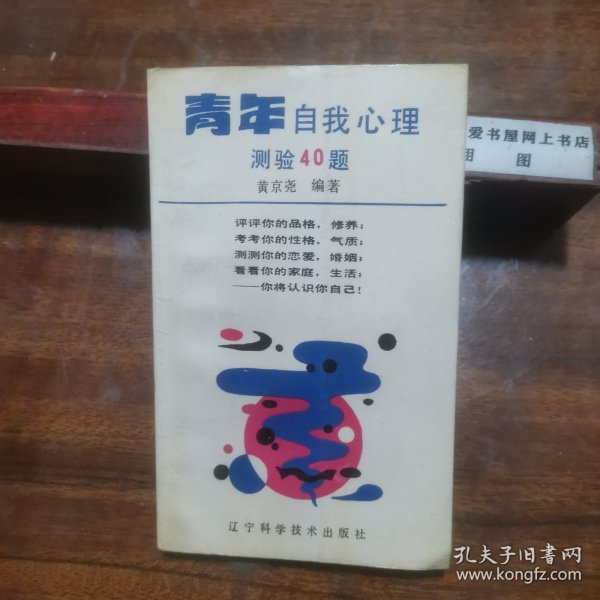 青年自我心理
测验40题
黄京尧 编著
评评你的品格，修养；
考考你的性格，气质；
测测你的恋爱，婚姻；
看看你的家庭，生活；
——你将认识你自己！
辽宁科学技术出版社
爱书屋网上书店
用 图
孔夫子旧书网
www.kongfz.com